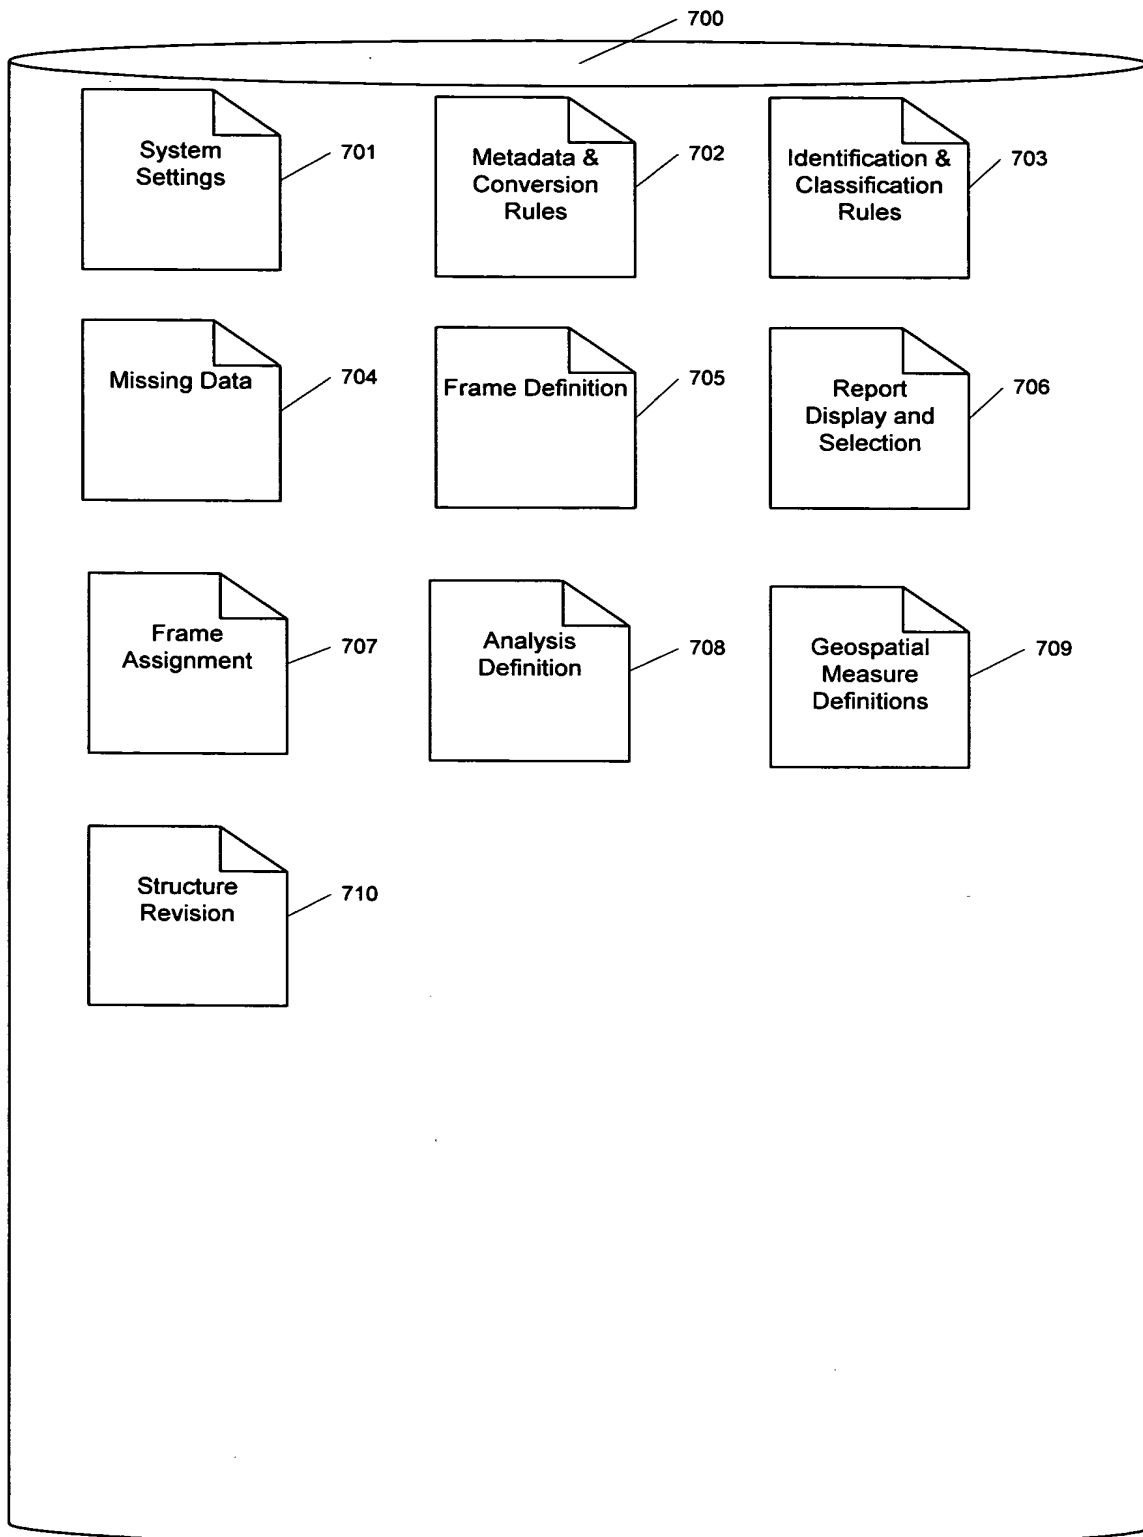 700
System
Settings
701
Metadata &
Conversion
Rules
702
Identification &
Classification
Rules
703
Missing Data
704
Frame Definition
705
Report
Display and
Selection
706
Frame
Assignment
707
Analysis
Definition
708
Geospatial
Measure
Definitions
709
Structure
Revision
710